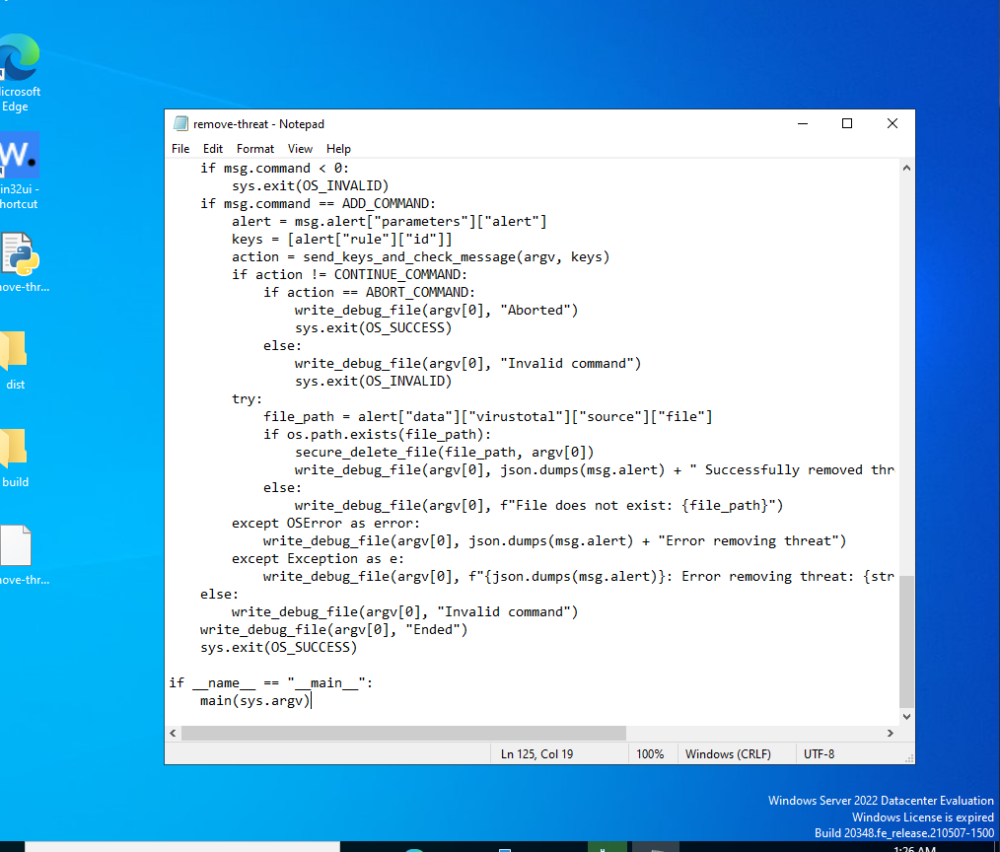 icrosoft
Edge
W.
in32ui -
hortcut
nove-thr...
dist
build
nove-thr...
remove-threat - Notepad
File Edit Format View Help
    if msg.command < 0:
        sys.exit(OS_INVALID)
    if msg.command == ADD_COMMAND:
        alert = msg.alert["parameters"]["alert"]
        keys = [alert["rule"]["id"]]
        action = send_keys_and_check_message(argv, keys)
        if action != CONTINUE_COMMAND:
            if action == ABORT_COMMAND:
                write_debug_file(argv[0], "Aborted")
                sys.exit(OS_SUCCESS)
            else:
                write_debug_file(argv[0], "Invalid command")
                sys.exit(OS_INVALID)
        try:
            file_path = alert["data"]["virustotal"]["source"]["file"]
            if os.path.exists(file_path):
                secure_delete_file(file_path, argv[0])
                write_debug_file(argv[0], json.dumps(msg.alert) + " Successfully removed thr
            else:
                write_debug_file(argv[0], f"File does not exist: {file_path}")
        except OSError as error:
            write_debug_file(argv[0], json.dumps(msg.alert) + "Error removing threat")
        except Exception as e:
            write_debug_file(argv[0], f"{json.dumps(msg.alert)}: Error removing threat: {str
    else:
        write_debug_file(argv[0], "Invalid command")
    write_debug_file(argv[0], "Ended")
    sys.exit(OS_SUCCESS)
if __name__ == "__main__":
    main(sys.argv)
Ln 125, Col 19 100% Windows (CRLF) UTF-8
Windows Server 2022 Datacenter Evaluation
Windows License is expired
Build 20348.fe_release.210507-1500
1:26 AM